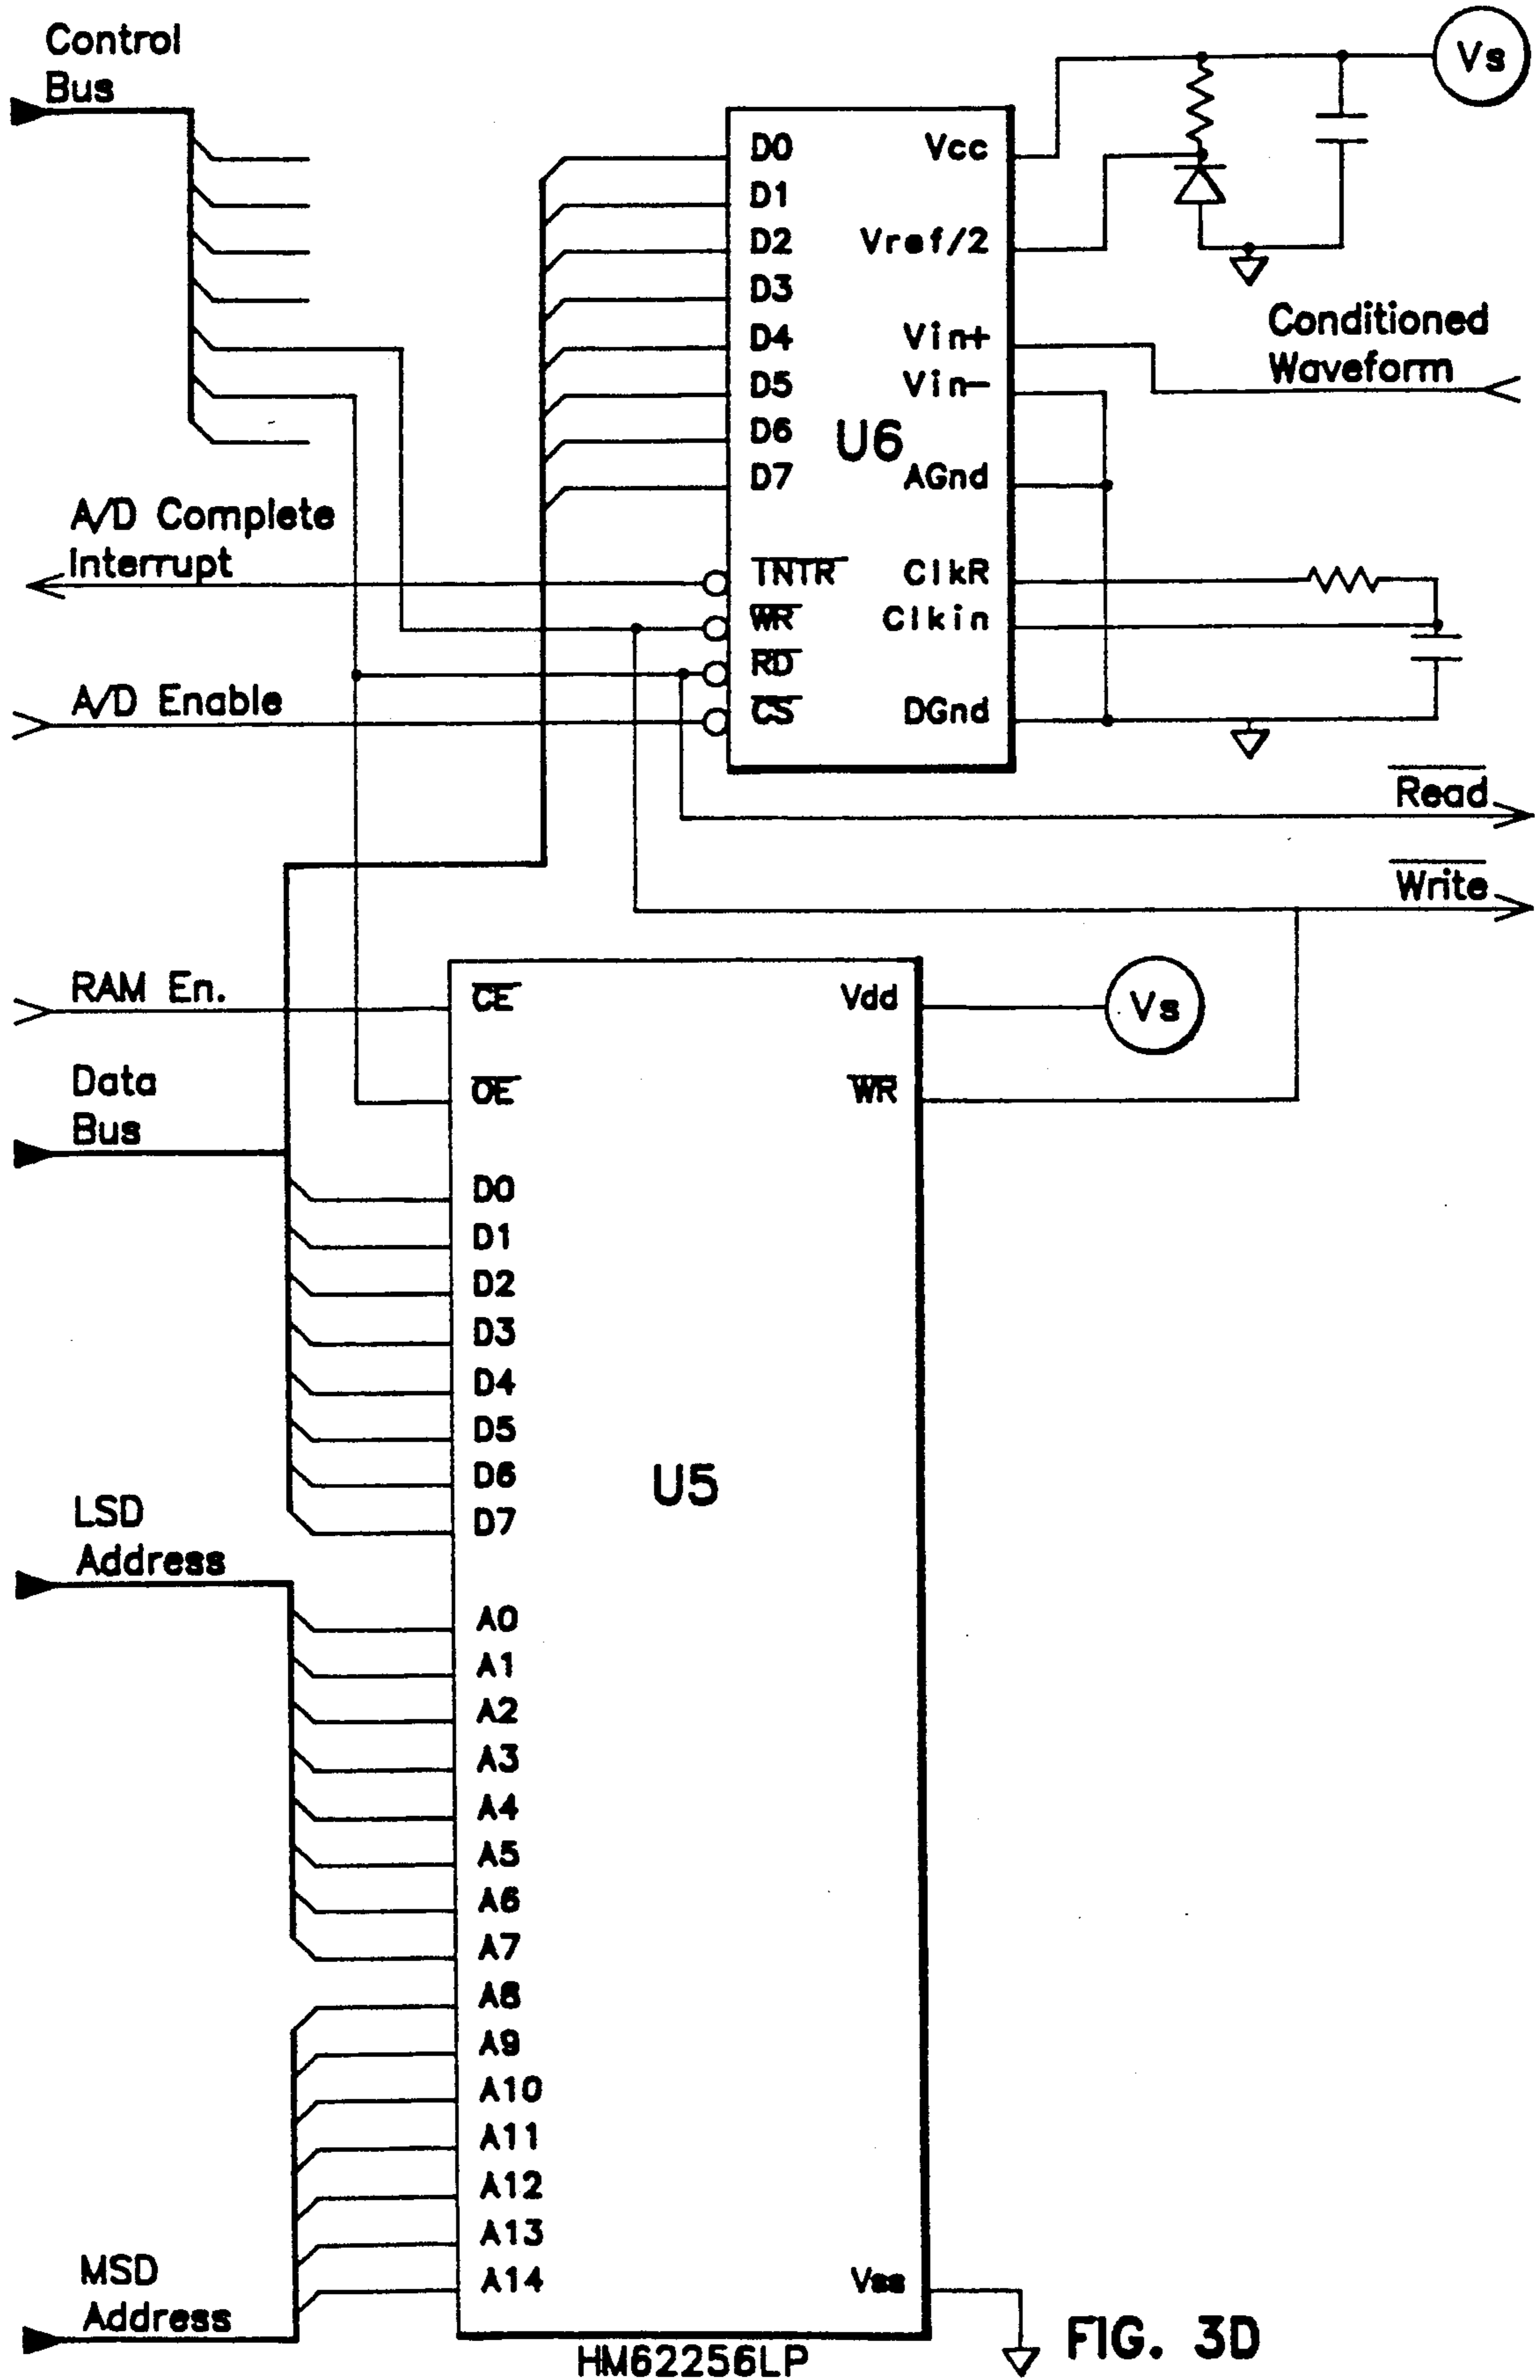 Control
Bus
Vs
D0
D1
D2
D3
D4
D5
D6
D7
Vcc
Vref/2
Vin+
Vin-
U6
AGnd
ClkR
Clkin
DGnd
INTR
WR
RD
CS
Conditioned
Waveform
A/D Complete
Interrupt
A/D Enable
Read
Write
RAM En.
CE
OE
Vdd
Vs
WR
Data
Bus
D0
D1
D2
D3
D4
D5
D6
D7
U5
LSD
Address
A0
A1
A2
A3
A4
A5
A6
A7
A8
A9
A10
A11
A12
A13
A14
Vss
MSD
Address
HM62256LP
FIG. 3D